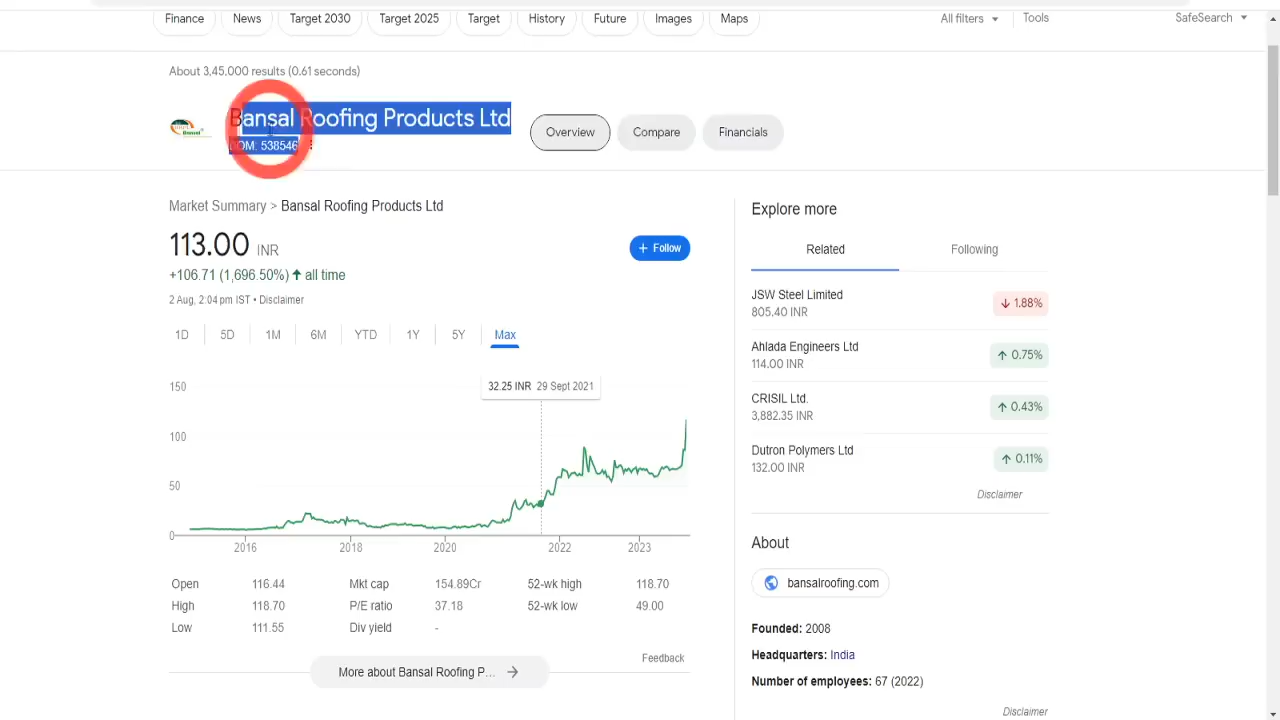 Finance News Target 2030 Target 2025 Target History Future Images Maps All filters Tools SafeSearch
About 3,45,000 results (0.61 seconds)
Bansal Roofing Products Ltd
BOM: 538546
Overview Compare Financials
Market Summary > Bansal Roofing Products Ltd
113.00 INR
+ Follow
+106.71 (1,696.50%) ↑ all time
2 Aug, 2:04 pm IST • Disclaimer
1D 5D 1M 6M YTD 1Y 5Y Max
32.25 INR 29 Sept 2021
150
100
50
0
2016 2018 2020 2022 2023
Open 116.44 Mkt cap 154.89Cr 52-wk high 118.70
High 118.70 P/E ratio 37.18 52-wk low 49.00
Low 111.55 Div yield -
Feedback
More about Bansal Roofing P... →
Explore more
Related Following
JSW Steel Limited
805.40 INR
↓ 1.88%
Ahlada Engineers Ltd
114.00 INR
↑ 0.75%
CRISIL Ltd.
3,882.35 INR
↑ 0.43%
Dutron Polymers Ltd
132.00 INR
↑ 0.11%
Disclaimer
About
bansalroofing.com
Founded: 2008
Headquarters: India
Number of employees: 67 (2022)
Disclaimer